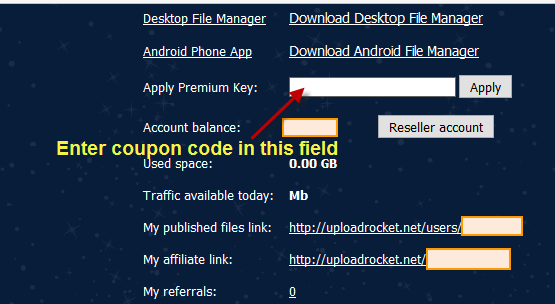 Desktop File Manager Download Desktop File Manager
Android Phone App Download Android File Manager
Apply Premium Key: Apply
Account balance: Reseller account
Enter coupon code in this field
Used space: 0.00 GB
Traffic available today: Mb
My published files link: http://uploadrocket.net/users/
My affiliate link: http://uploadrocket.net/
My referrals: 0